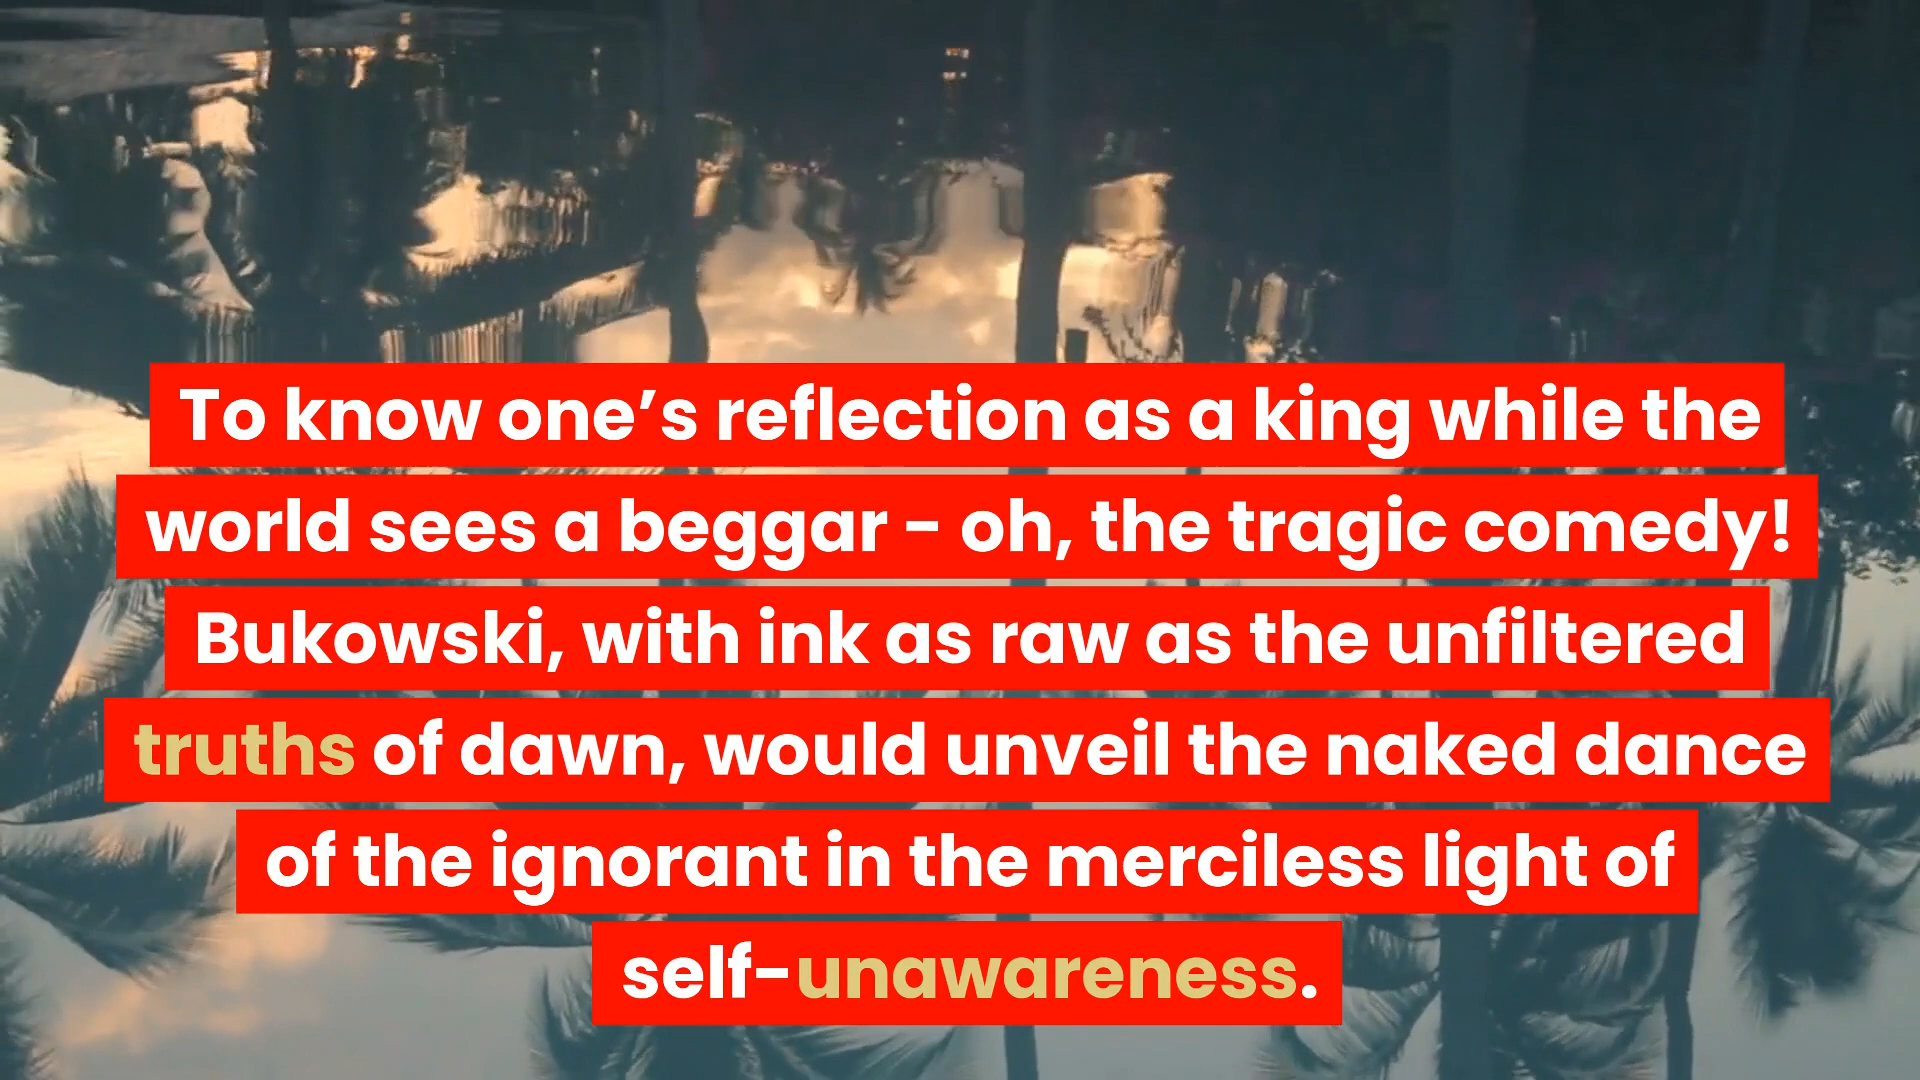 To know one’s reflection as a king while the
world sees a beggar – oh, the tragic comedy!
Bukowski, with ink as raw as the unfiltered
truths of dawn, would unveil the naked dance
of the ignorant in the merciless light of
self-unawareness.